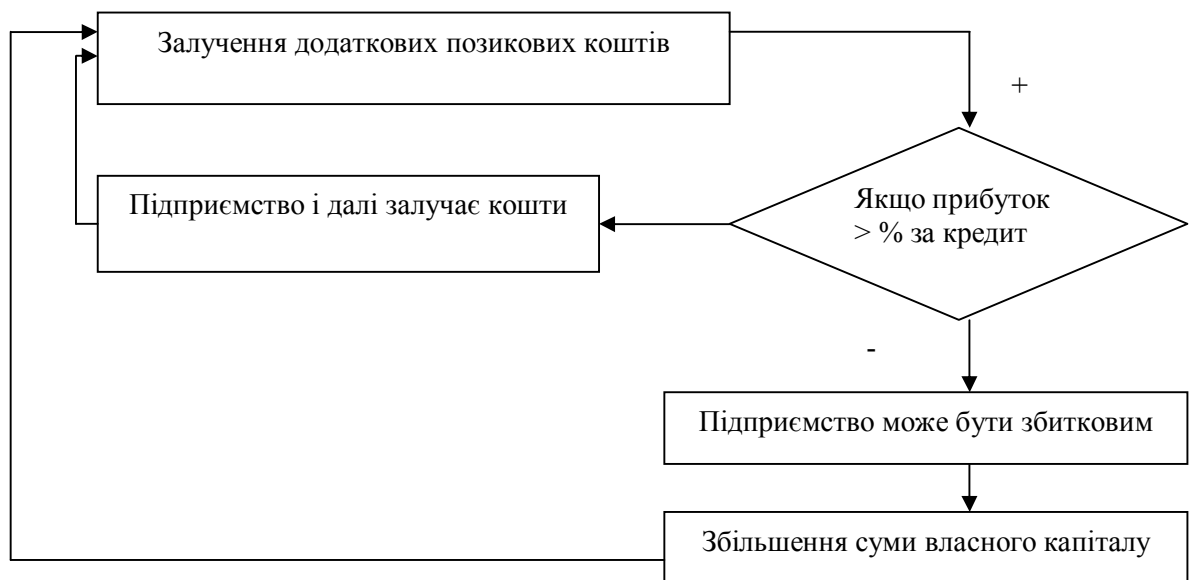 Залучення додаткових позикових коштів
+
Підприємство і далі залучає кошти
Якщо прибуток
> % за кредит
-
Підприємство може бути збитковим
Збільшення суми власного капіталу